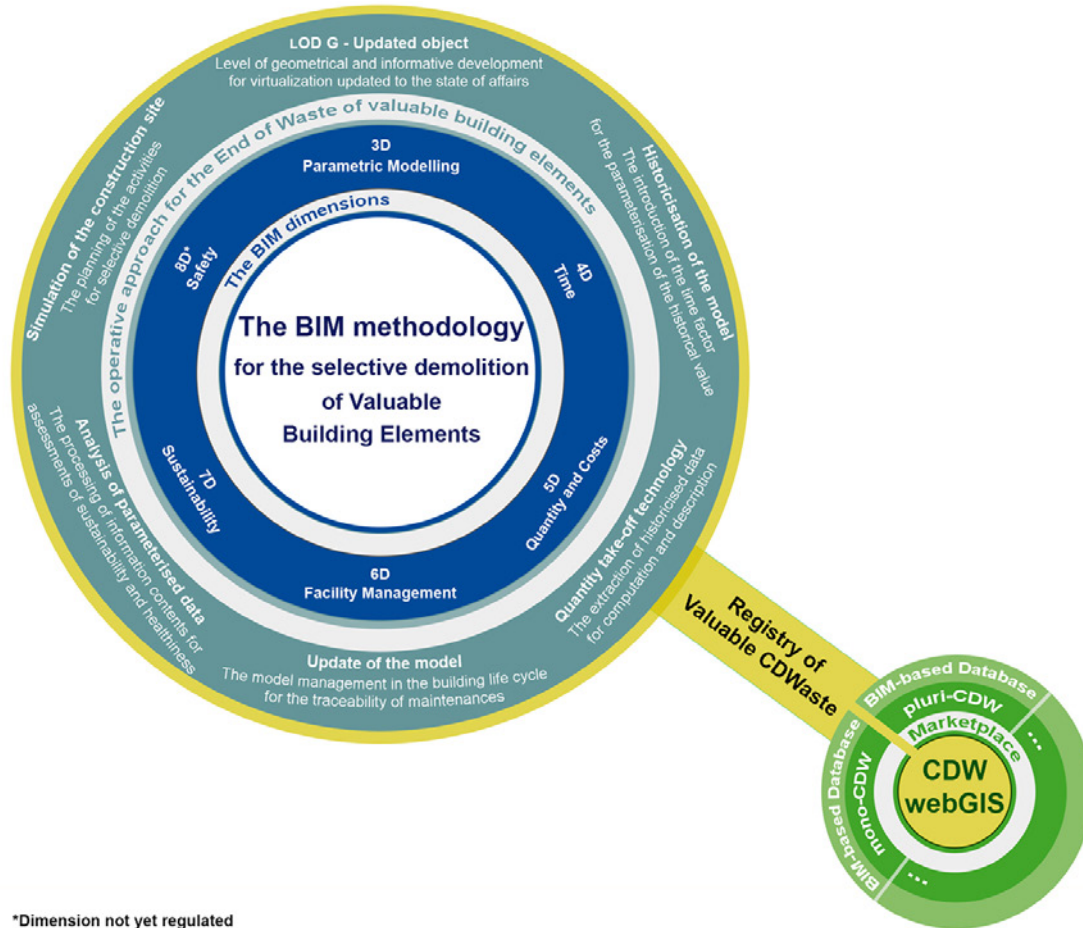 LOD G - Updated object
Level of geometrical and informative development
for virtualization updated to the state of affairs
Historicisation of the model
The introduction of the time factor
for the parameterisation of the historical value
Quantity take-off technology
The extraction of historicised data
for computation and description
Update of the model
The model management in the building life cycle
for the traceability of maintenances
Analysis of parameterised data
The processing of information contents for
assessments of sustainability and healthiness
Simulation of the construction site
The planning of the activities
for selective demolition
The operative approach for the End of Waste of valuable building elements
3D
Parametric Modelling
4D
Time
5D
Quantity and Costs
6D
Facility Management
7D
Sustainability
8D*
Safety
The BIM dimensions
The BIM methodology
for the selective demolition
of Valuable
Building Elements
Registry of
Valuable CDWaste
BIM-based Database
pluri-CDW
BIM-based Database
mono-CDW
...
...
Marketplace
CDW
webGIS
*Dimension not yet regulated